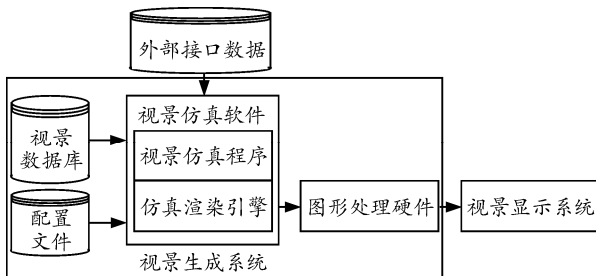 外部接口数据
视景仿真软件
视景
数据库
视景仿真程序
仿真渲染引擎
图形处理硬件
视景显示系统
配置
文件
视景生成系统